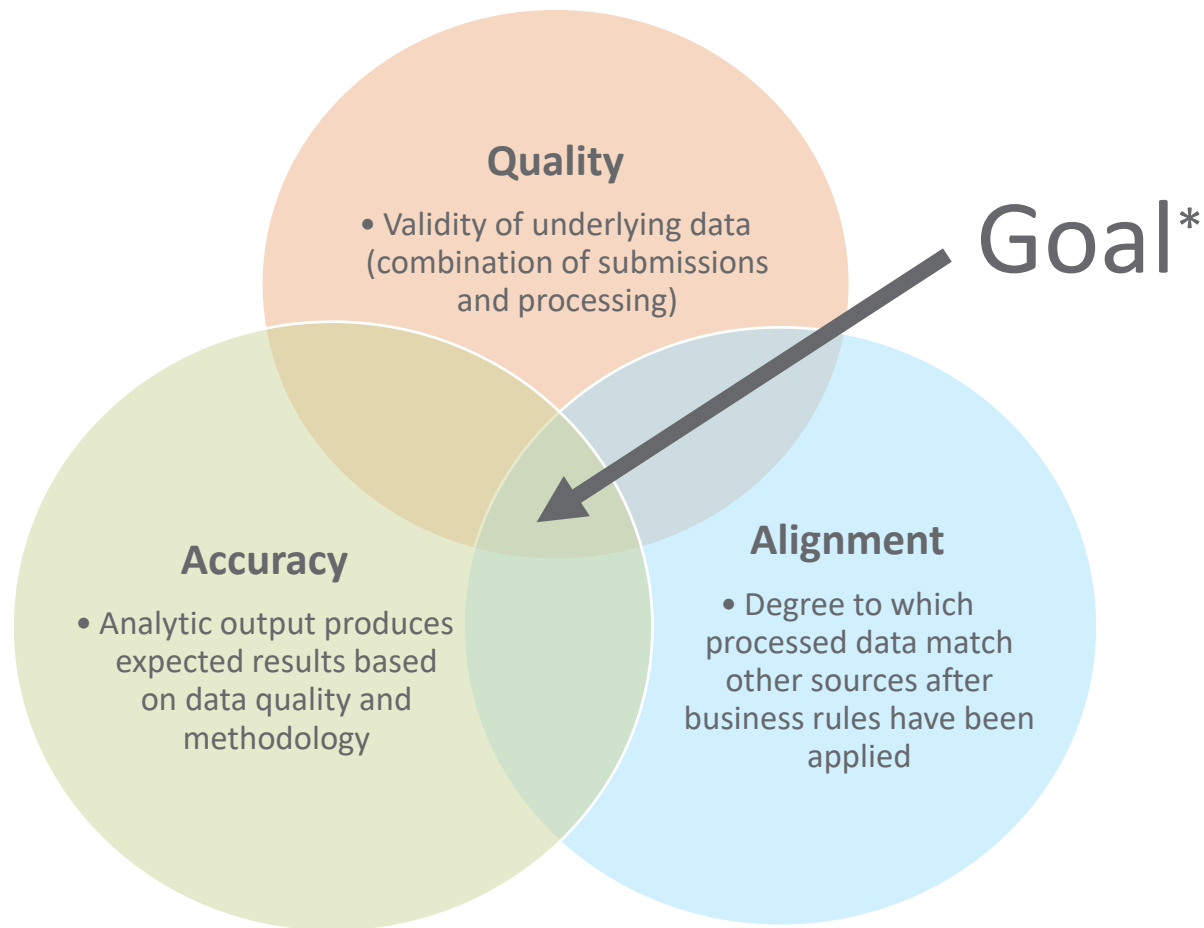 Quality
• Validity of underlying data
(combination of submissions
and processing)
Goal*
Accuracy
• Analytic output produces
expected results based
on data quality and
methodology
Alignment
• Degree to which
processed data match
other sources after
business rules have been
applied